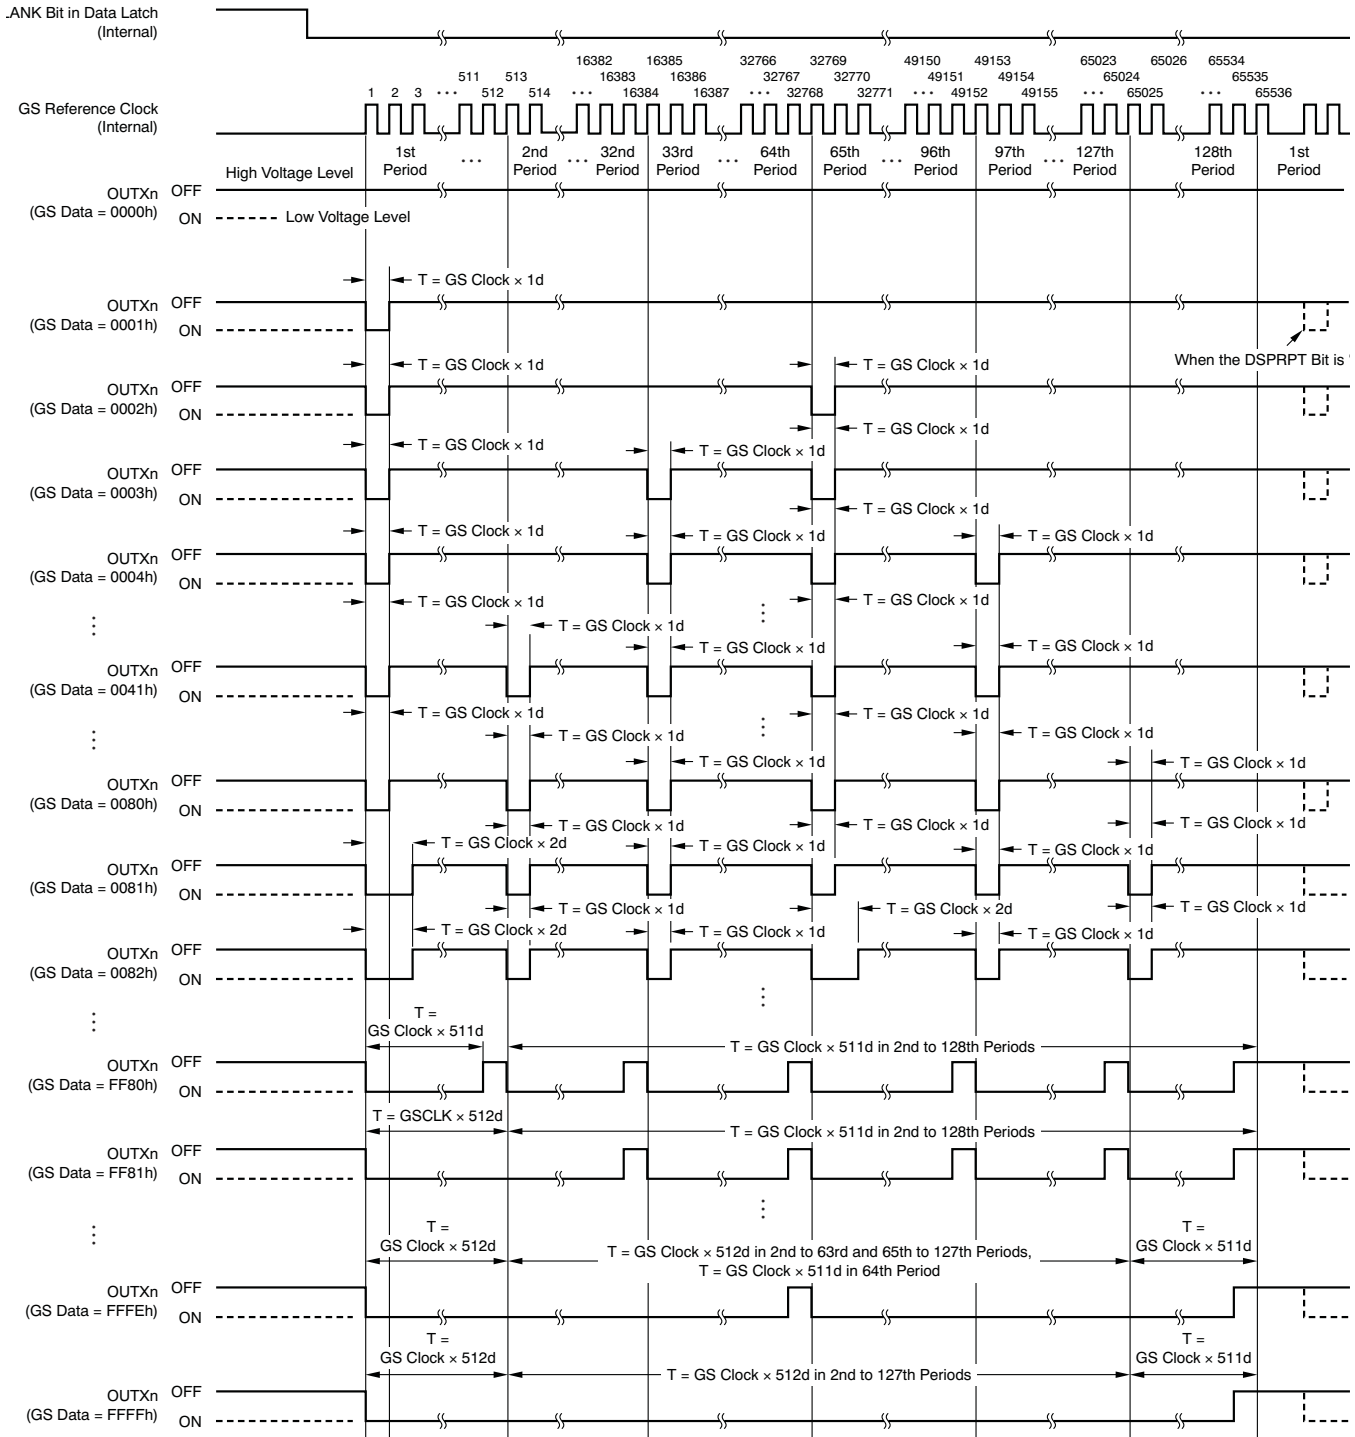 .ANK Bit in Data Latch
(Internal)
16382 16385 32766 32769 49150 49153 65023 65026 65534
511 513 16383 16386 32767 32770 49151 49154 65024 65535
1 2 3 ... 512 514 ... 16384 16387 ... 32768 32771 ... 49152 49155 ... 65025 ... 65536
GS Reference Clock
(Internal)
1st Period ... 2nd Period ... 32nd Period 33rd Period ... 64th Period 65th Period ... 96th Period 97th Period ... 127th Period 128th Period 1st Period
High Voltage Level
OUTXn
(GS Data = 0000h)
OFF
ON
Low Voltage Level
T = GS Clock × 1d
OUTXn
(GS Data = 0001h)
OFF
ON
When the DSPRPT Bit is '
T = GS Clock × 1d T = GS Clock × 1d
OUTXn
(GS Data = 0002h)
OFF
ON
T = GS Clock × 1d
T = GS Clock × 1d T = GS Clock × 1d
OUTXn
(GS Data = 0003h)
OFF
ON
T = GS Clock × 1d
T = GS Clock × 1d T = GS Clock × 1d T = GS Clock × 1d
OUTXn
(GS Data = 0004h)
OFF
ON
T = GS Clock × 1d T = GS Clock × 1d
T = GS Clock × 1d T = GS Clock × 1d T = GS Clock × 1d
OUTXn
(GS Data = 0041h)
OFF
ON
T = GS Clock × 1d T = GS Clock × 1d
T = GS Clock × 1d T = GS Clock × 1d T = GS Clock × 1d T = GS Clock × 1d
OUTXn
(GS Data = 0080h)
OFF
ON
T = GS Clock × 1d T = GS Clock × 1d T = GS Clock × 1d
T = GS Clock × 2d T = GS Clock × 1d T = GS Clock × 1d
OUTXn
(GS Data = 0081h)
OFF
ON
T = GS Clock × 1d T = GS Clock × 2d T = GS Clock × 1d
T = GS Clock × 2d T = GS Clock × 1d T = GS Clock × 1d
OUTXn
(GS Data = 0082h)
OFF
ON
T =
GS Clock × 511d
T = GS Clock × 511d in 2nd to 128th Periods
OUTXn
(GS Data = FF80h)
OFF
ON
T = GSCLK × 512d
T = GS Clock × 511d in 2nd to 128th Periods
OUTXn
(GS Data = FF81h)
OFF
ON
T =
GS Clock × 512d
T = GS Clock × 512d in 2nd to 63rd and 65th to 127th Periods,
T = GS Clock × 511d in 64th Period
T =
GS Clock × 511d
OUTXn
(GS Data = FFFEh)
OFF
ON
T =
GS Clock × 512d
T = GS Clock × 512d in 2nd to 127th Periods
T =
GS Clock × 511d
OUTXn
(GS Data = FFFFh)
OFF
ON